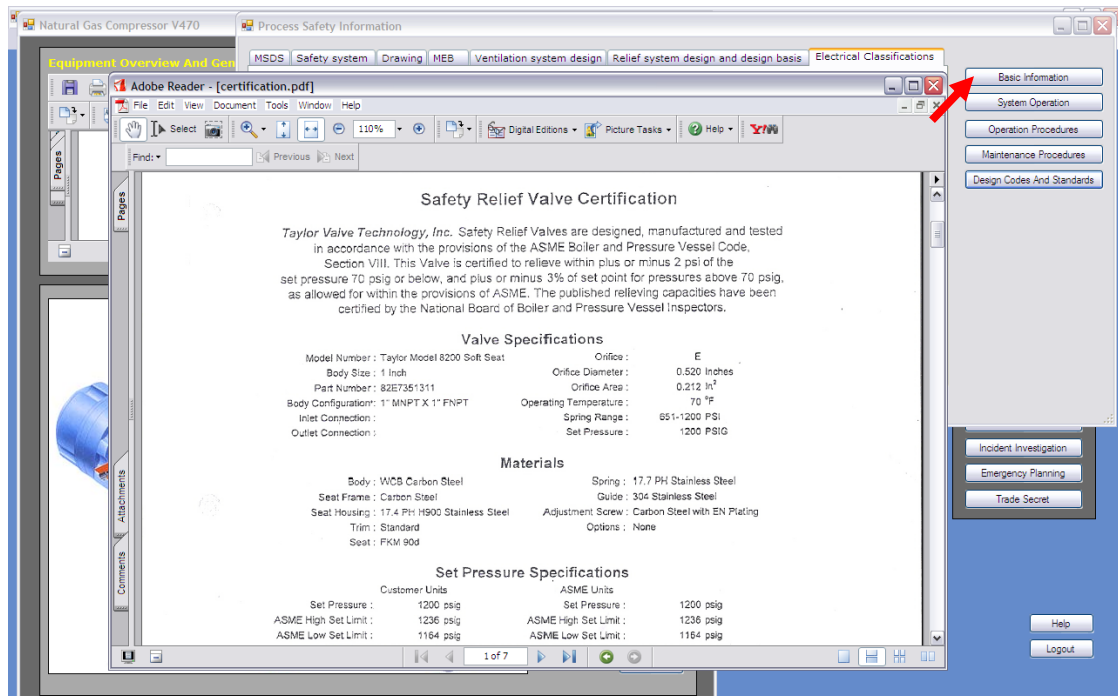 Natural Gas Compressor V470
Process Safety Information
MSDS Safety system Drawing MEB Ventilation system design Relief system design and design basis Electrical Classifications
Equipment Overview And Gen
Basic Infomation
System Operation
Operation Procedures
Maintenance Procedures
Design Codes And Standards
Adobe Reader - [certification.pdf]
File Edit View Document Tools Window Help
Select 110% Digital Editions Picture Tasks Help Y!
Find: Previous Next
Pages
Pages
Attachments
Comments
Safety Relief Valve Certification
Taylor Valve Technology, Inc. Safety Relief Valves are designed, manufactured and tested
in accordance with the provisions of the ASME Boiler and Pressure Vessel Code,
Section VIII. This Valve is certified to relieve within plus or minus 2 psi of the
set pressure 70 psig or below, and plus or minus 3% of set point for pressures above 70 psig,
as allowed for within the provisions of ASME. The published relieving capacities have been
certified by the National Board of Boiler and Pressure Vessel Inspectors.
Valve Specifications
Model Number : Taylor Model 8200 Soft Seat Orifice : E
Body Size : 1 Inch Orifice Diameter : 0.520 Inches
Part Number : 82E7351311 Orifice Area : 0.212 In²
Body Configuration : 1" MNPT X 1" FNPT Operating Temperature : 70 °F
Inlet Connection : Spring Range : 651-1200 PSI
Outlet Connection : Set Pressure : 1200 PSIG
Materials
Body : WCB Carbon Steel Spring : 17.7 PH Stainless Steel
Seat Frame : Carbon Steel Guide : 304 Stainless Steel
Seat Housing : 17.4 PH H900 Stainless Steel Adjustment Screw : Carbon Steel with EN Plating
Trim : Standard Options : None
Seat : FKM 90d
Set Pressure Specifications
Customer Units ASME Units
Set Pressure : 1200 psig Set Pressure : 1200 psig
ASME High Set Limit : 1236 psig ASME High Set Limit : 1236 psig
ASME Low Set Limit : 1164 psig ASME Low Set Limit : 1164 psig
1 of 7
Incident Investigation
Emergency Planning
Trade Secret
Help
Logout